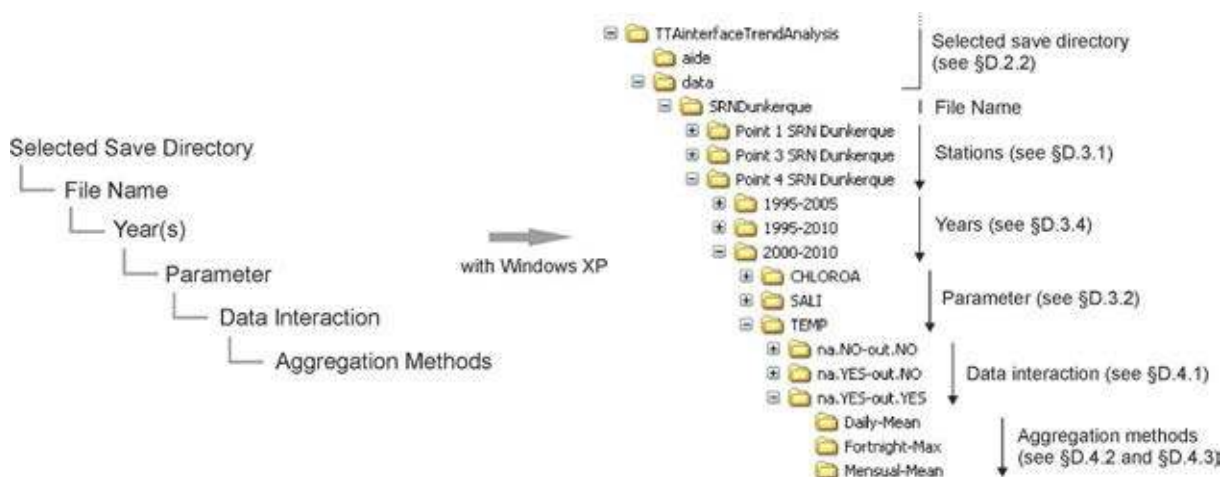 Selected Save Directory
File Name
Year(s)
Parameter
Data Interaction
Aggregation Methods
with Windows XP
TTAinterfaceTrendAnalysis
aide
data
SRNDunkerque
Point 1 SRN Dunkerque
Point 3 SRN Dunkerque
Point 4 SRN Dunkerque
1995-2005
1995-2010
2000-2010
CHLOROA
SALI
TEMP
na.NO-out.NO
na.YES-out.NO
na.YES-out.YES
Daily-Mean
Fortnight-Max
Mensual-Mean
Selected save directory
(see §D.2.2)
File Name
Stations (see §D.3.1)
Years (see §D.3.4)
Parameter (see §D.3.2)
Data interaction (see §D.4.1)
Aggregation methods
(see §D.4.2 and §D.4.3)